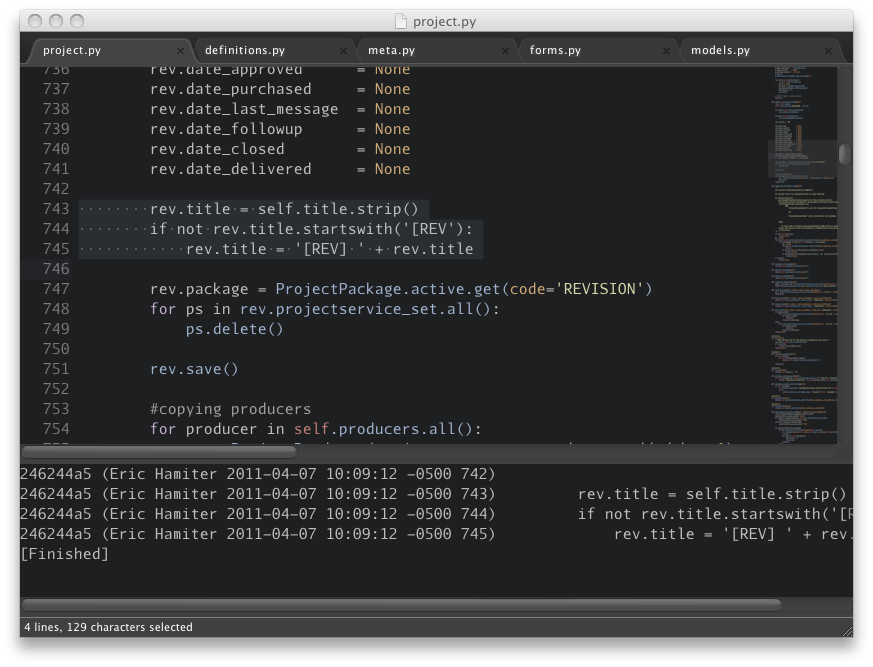 project.py
project.py × definitions.py × meta.py × forms.py × models.py ×
736 rev.date_approved = None
737 rev.date_purchased = None
738 rev.date_last_message = None
739 rev.date_followup = None
740 rev.date_closed = None
741 rev.date_delivered = None
742
743 rev.title = self.title.strip()
744 if not rev.title.startswith('[REV'):
745 rev.title = '[REV] ' + rev.title
746
747 rev.package = ProjectPackage.active.get(code='REVISION')
748 for ps in rev.projectservice_set.all():
749 ps.delete()
750
751 rev.save()
752
753 #copying producers
754 for producer in self.producers.all():
246244a5 (Eric Hamiter 2011-04-07 10:09:12 -0500 742)
246244a5 (Eric Hamiter 2011-04-07 10:09:12 -0500 743) rev.title = self.title.strip()
246244a5 (Eric Hamiter 2011-04-07 10:09:12 -0500 744) if not rev.title.startswith('[R
246244a5 (Eric Hamiter 2011-04-07 10:09:12 -0500 745) rev.title = '[REV] ' + rev.
[Finished]
4 lines, 129 characters selected